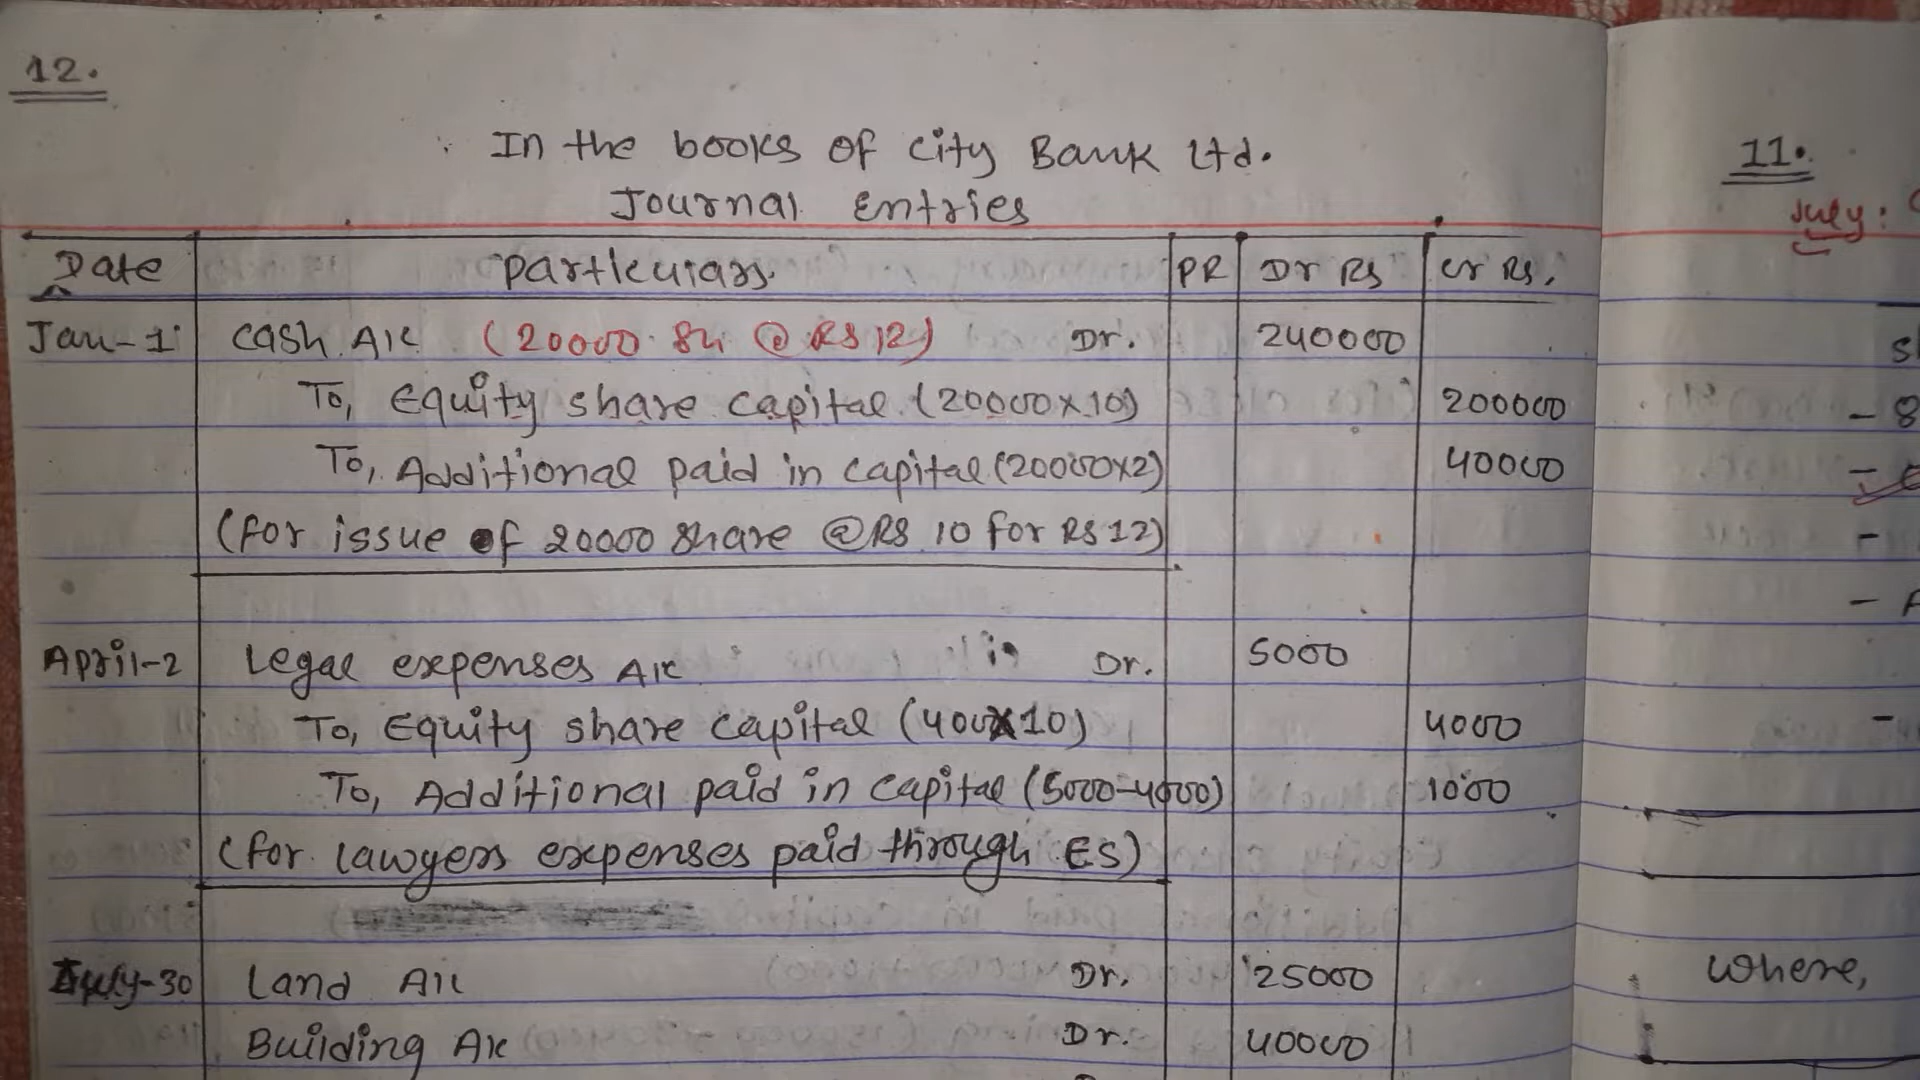 12.
In the books of City Bank Ltd.
Journal Entries
Date Particulars PR Dr Rs Cr Rs.
Jan-1 Cash A/c (20000 Sh @ RS 12) Dr. 240000
To, Equity share capital (20000x10) 200000
To, Additional paid in capital (20000x2) 40000
(for issue of 20000 Share @RS 10 for RS 12)
April-2 Legal expenses A/c Dr. 5000
To, Equity share capital (400x10) 4000
To, Additional paid in capital (5000-4000) 1000
(for lawyers expenses paid through ES)
July-30 Land A/c Dr. 25000
Building A/c Dr. 40000
11.
July:
where,